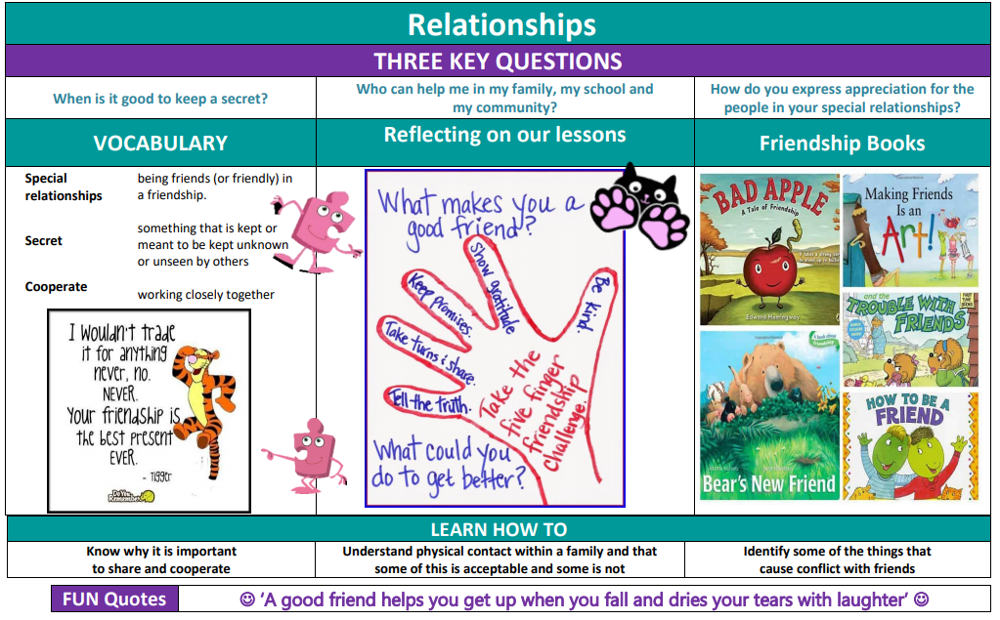 Relationships
THREE KEY QUESTIONS
When is it good to keep a secret?
Who can help me in my family, my school and
my community?
How do you express appreciation for the
people in your special relationships?
VOCABULARY
Special
relationships
being friends (or friendly) in
a friendship.
Secret
something that is kept or
meant to be kept unknown
or unseen by others
Cooperate
working closely together
I wouldn't trade
it for anything
never, no.
NEVER.
Your friendship is
the best present
EVER.
- TIGGER
Do You
Remember
Reflecting on our lessons
What makes you a
good friend?
Tell the truth.
Take turns & share.
Keep promises.
Show gratitude
Be kind.
Take the
five finger
friendship
challenge.
What could you
do to get better?
Friendship Books
BAD APPLE
A Tale of Friendship
Edward Hemingway
Making Friends
Is an
Art!
and the
TROUBLE WITH
FRIENDS
Bear's New Friend
HOW TO BE A
FRIEND
LEARN HOW TO
Know why it is important
to share and cooperate
Understand physical contact within a family and that
some of this is acceptable and some is not
Identify some of the things that
cause conflict with friends
FUN Quotes
☺ ‘A good friend helps you get up when you fall and dries your tears with laughter’ ☺